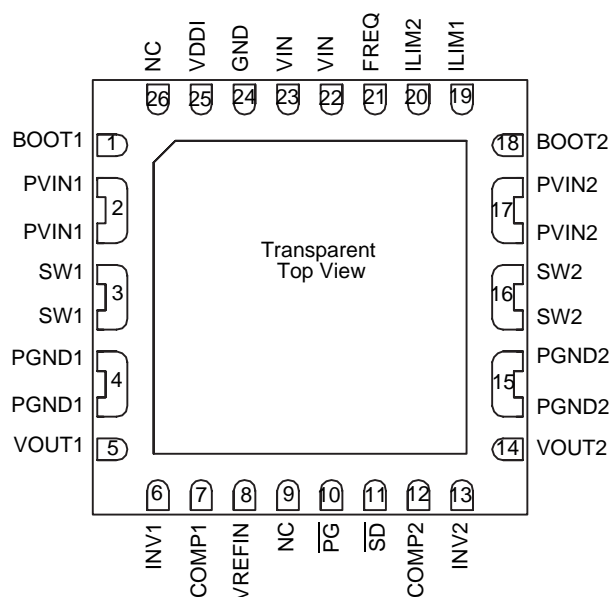 NC
VDDI
GND
VIN
VIN
FREQ
ILIM2
ILIM1
26
25
24
23
22
21
20
19
BOOT1
1
18
BOOT2
PVIN1
PVIN2
2
17
PVIN1
PVIN2
SW1
SW2
3
16
SW1
SW2
PGND1
PGND2
4
15
PGND1
PGND2
VOUT1
5
14
VOUT2
Transparent
Top View
6
7
8
9
10
11
12
13
INV1
COMP1
VREFIN
NC
PG
SD
COMP2
INV2